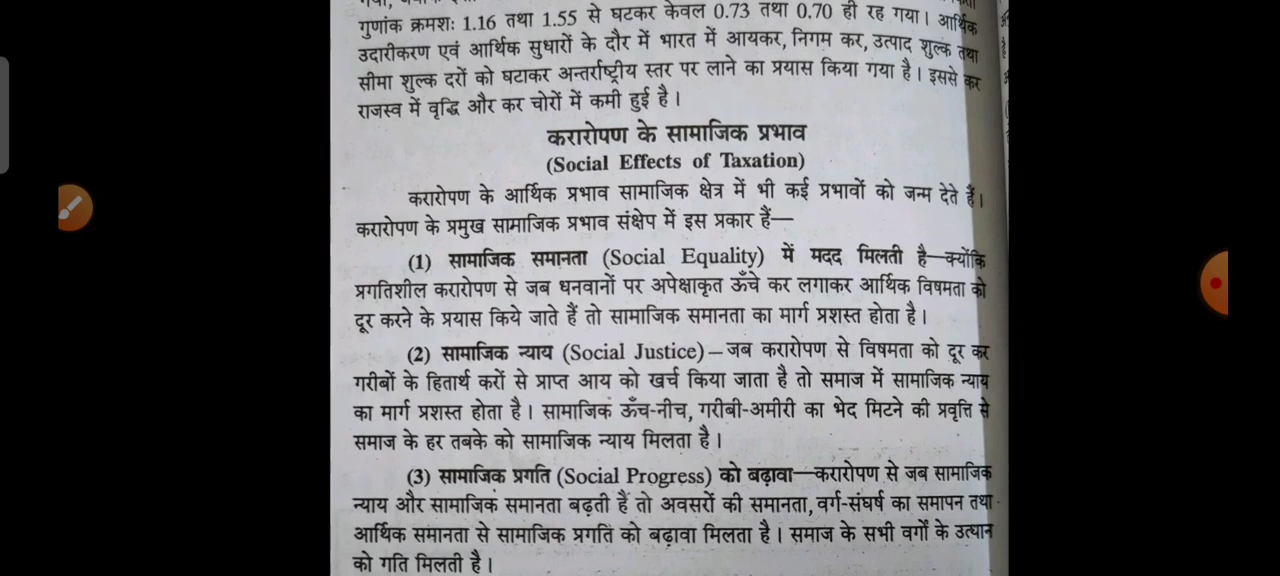 गुणांक क्रमशः 1.16 तथा 1.55 से घटकर केवल 0.73 तथा 0.70 ही रह गया। आर्थिक
उदारीकरण एवं आर्थिक सुधारों के दौर में भारत में आयकर, निगम कर, उत्पाद शुल्क तथा
सीमा शुल्क दरों को घटाकर अन्तर्राष्ट्रीय स्तर पर लाने का प्रयास किया गया है। इससे कर
राजस्व में वृद्धि और कर चोरों में कमी हुई है।
करारोपण के सामाजिक प्रभाव
(Social Effects of Taxation)
करारोपण के आर्थिक प्रभाव सामाजिक क्षेत्र में भी कई प्रभावों को जन्म देते हैं।
करारोपण के प्रमुख सामाजिक प्रभाव संक्षेप में इस प्रकार हैं—
(1) सामाजिक समानता (Social Equality) में मदद मिलती है—क्योंकि
प्रगतिशील करारोपण से जब धनवानों पर अपेक्षाकृत ऊँचे कर लगाकर आर्थिक विषमता को
दूर करने के प्रयास किये जाते हैं तो सामाजिक समानता का मार्ग प्रशस्त होता है।
(2) सामाजिक न्याय (Social Justice)–जब करारोपण से विषमता को दूर कर
गरीबों के हितार्थ करों से प्राप्त आय को खर्च किया जाता है तो समाज में सामाजिक न्याय
का मार्ग प्रशस्त होता है। सामाजिक ऊँच-नीच, गरीबी-अमीरी का भेद मिटने की प्रवृत्ति से
समाज के हर तबके को सामाजिक न्याय मिलता है।
(3) सामाजिक प्रगति (Social Progress) को बढ़ावा—करारोपण से जब सामाजिक
न्याय और सामाजिक समानता बढ़ती हैं तो अवसरों की समानता, वर्ग-संघर्ष का समापन तथा
आर्थिक समानता से सामाजिक प्रगति को बढ़ावा मिलता है। समाज के सभी वर्गों के उत्थान
को गति मिलती है।